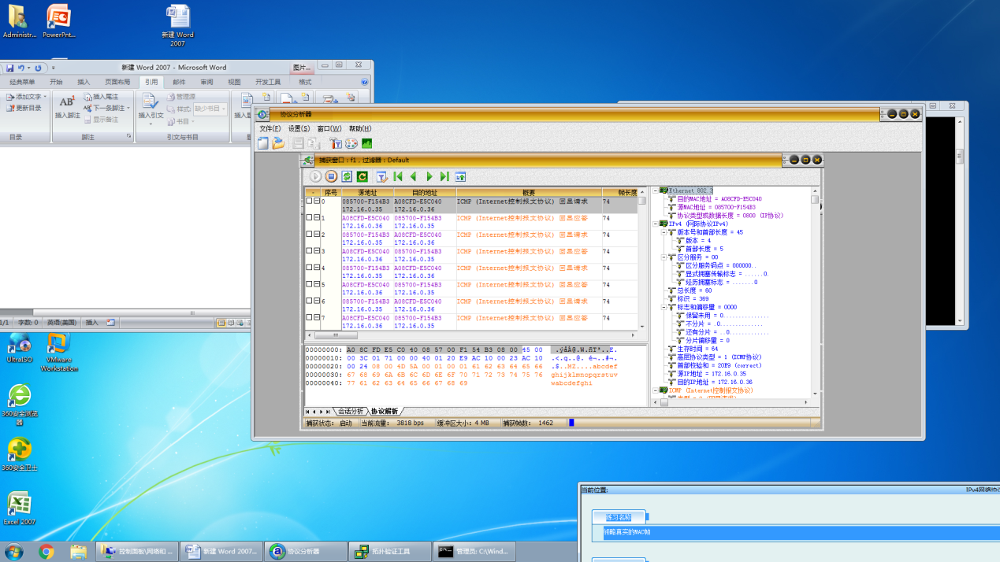 Administr...
PowerPnt...
新建 Word
2007
新建 Word 2007 - Microsoft Word
图片...
经典菜单 开始 插入 页面布局 引用 邮件 审阅 视图 开发工具 格式
添加文字
更新目录
目录
AB¹
插入脚注
插入尾注
下一条脚注
显示备注
脚注
插入引文
管理源
样式: 缺少书目
书目
引文与书目
1/1 字数: 0 英语(美国) 插入
UltraISO
VMware
Workstation
360安全浏览
器
360安全卫士
Excel 2007
协议分析器
文件(F) 设置(S) 窗口(W) 帮助(H)
捕获窗口:f1,过滤器:Default
- 序号 源地址 目的地址 概要 帧长度
0 085700-F154B3 A08CFD-E5C040 ICMP (Internet控制报文协议) 回显请求 74
172.16.0.35 172.16.0.36
1 A08CFD-E5C040 085700-F154B3 ICMP (Internet控制报文协议) 回显应答 74
172.16.0.36 172.16.0.35
2 085700-F154B3 A08CFD-E5C040 ICMP (Internet控制报文协议) 回显请求 74
172.16.0.35 172.16.0.36
3 A08CFD-E5C040 085700-F154B3 ICMP (Internet控制报文协议) 回显应答 74
172.16.0.36 172.16.0.35
4 085700-F154B3 A08CFD-E5C040 ICMP (Internet控制报文协议) 回显请求 74
172.16.0.35 172.16.0.36
5 A08CFD-E5C040 085700-F154B3 ICMP (Internet控制报文协议) 回显应答 74
172.16.0.36 172.16.0.35
6 085700-F154B3 A08CFD-E5C040 ICMP (Internet控制报文协议) 回显请求 74
172.16.0.35 172.16.0.36
7 A08CFD-E5C040 085700-F154B3 ICMP (Internet控制报文协议) 回显应答 74
172.16.0.36 172.16.0.35
Ethernet 802.3
目的MAC地址 = A08CFD-E5C040
源MAC地址 = 085700-F154B3
协议类型或数据长度 = 0800 (IP协议)
IPv4 (网际协议IPv4)
版本号和首部长度 = 45
版本 = 4
首部长度 = 5
区分服务 = 00
区分服务码点 = 000000..
显式拥塞传输标志 = ......0.
经历拥塞标志 = .......0
总长度 = 60
标识 = 369
标志和偏移量 = 0000
保留未用 = 0..............
不分片 = .0.............
还有分片 = ..0............
分片偏移量 = 0
生存时间 = 64
高层协议类型 = 1 (ICMP协议)
首部校验和 = 20E9 (correct)
源IP地址 = 172.16.0.35
目的IP地址 = 172.16.0.36
ICMP (Internet控制报文协议)
00000000: A0 8C FD E5 C0 40 08 57 00 F1 54 B3 08 00 45 00 .ýåÀ@.W.ñT³..E.
00000010: 00 3C 01 71 00 00 40 01 20 E9 AC 10 00 23 AC 10 .<.q..@. é¬..#¬.
00000020: 00 24 08 00 4D 5A 00 01 00 01 61 62 63 64 65 66 .$..MZ....abcdef
00000030: 67 68 69 6A 6B 6C 6D 6E 6F 70 71 72 73 74 75 76 ghijklmnopqrstuv
00000040: 77 61 62 63 64 65 66 67 68 69 wabcdefghi
会话分析 协议解析
捕获状态: 启动 当前流量: 3818 bps 缓冲区大小: 4 MB 捕获帧数: 1462
当前位置: IPv4网络协
练习名称
领略真实的MAC帧
控制面板\网络和 ...
新建 Word 2007...
协议分析器
拓扑验证工具
管理员: C:\Wind...